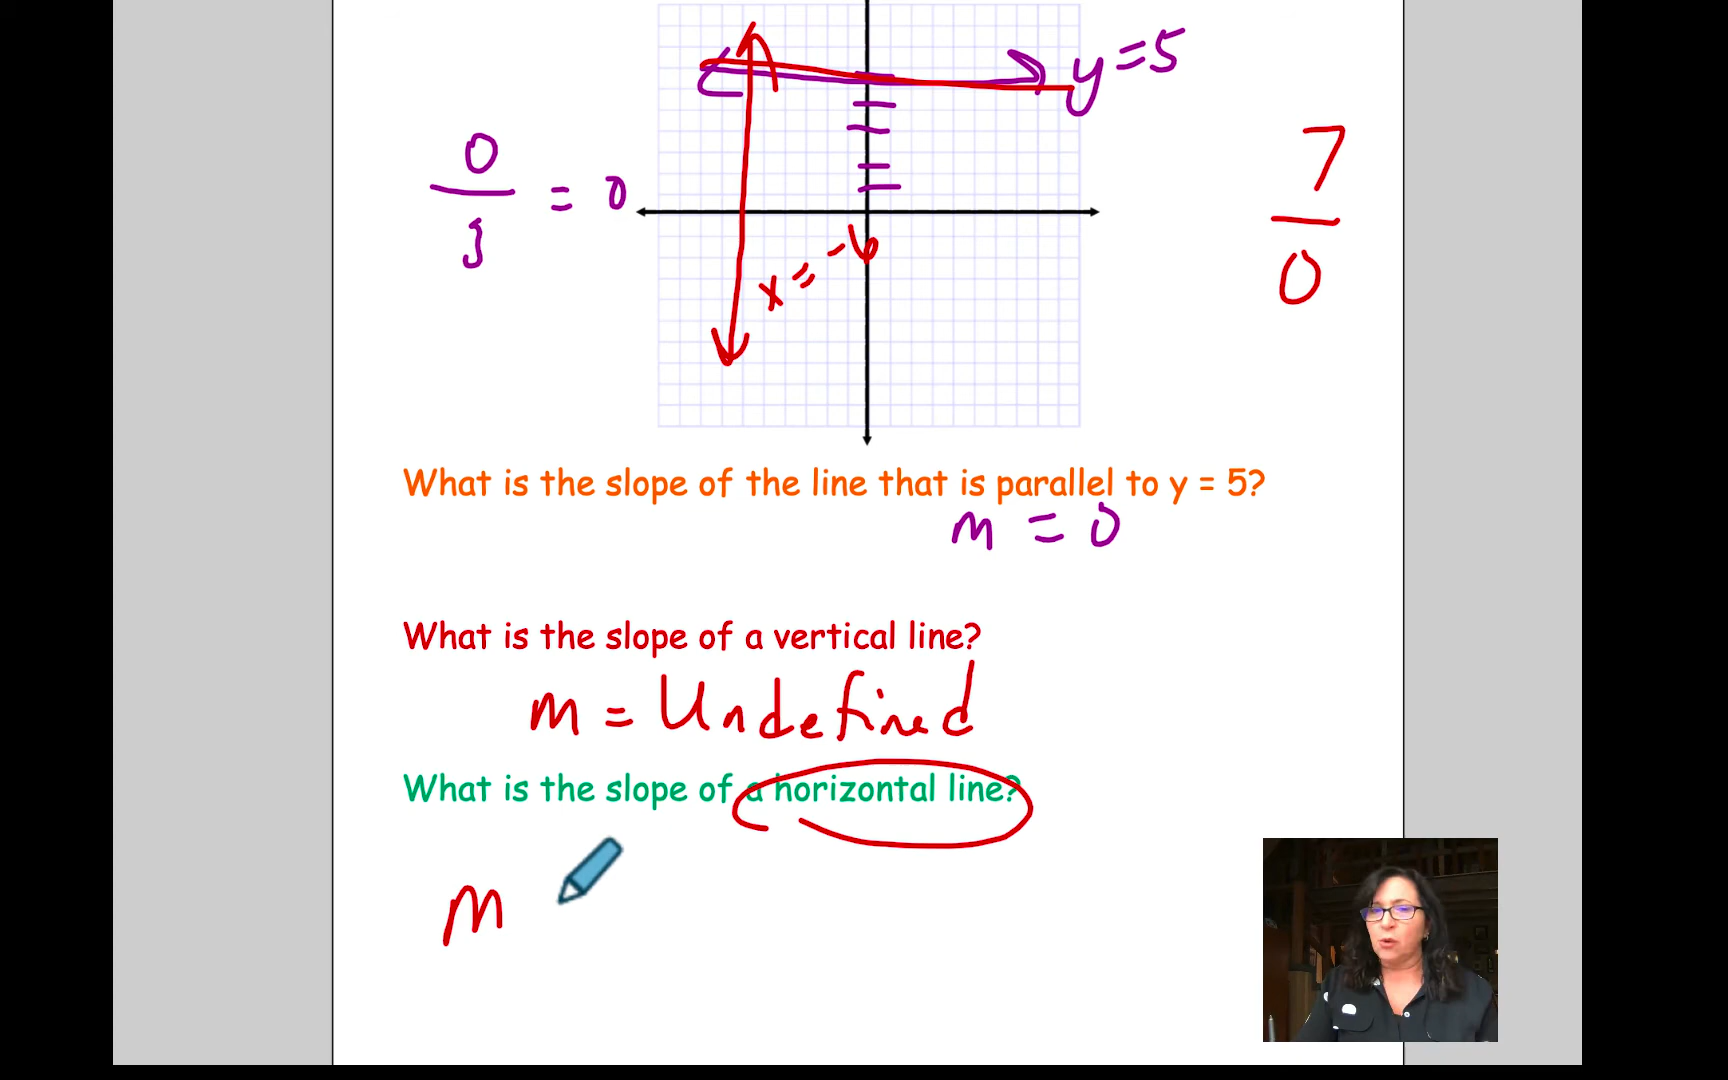 y = 5
0
3
= 0
7
0
x = -
What is the slope of the line that is parallel to y = 5?
m = 0
What is the slope of a vertical line?
m = Undefined
What is the slope of a horizontal line?
m